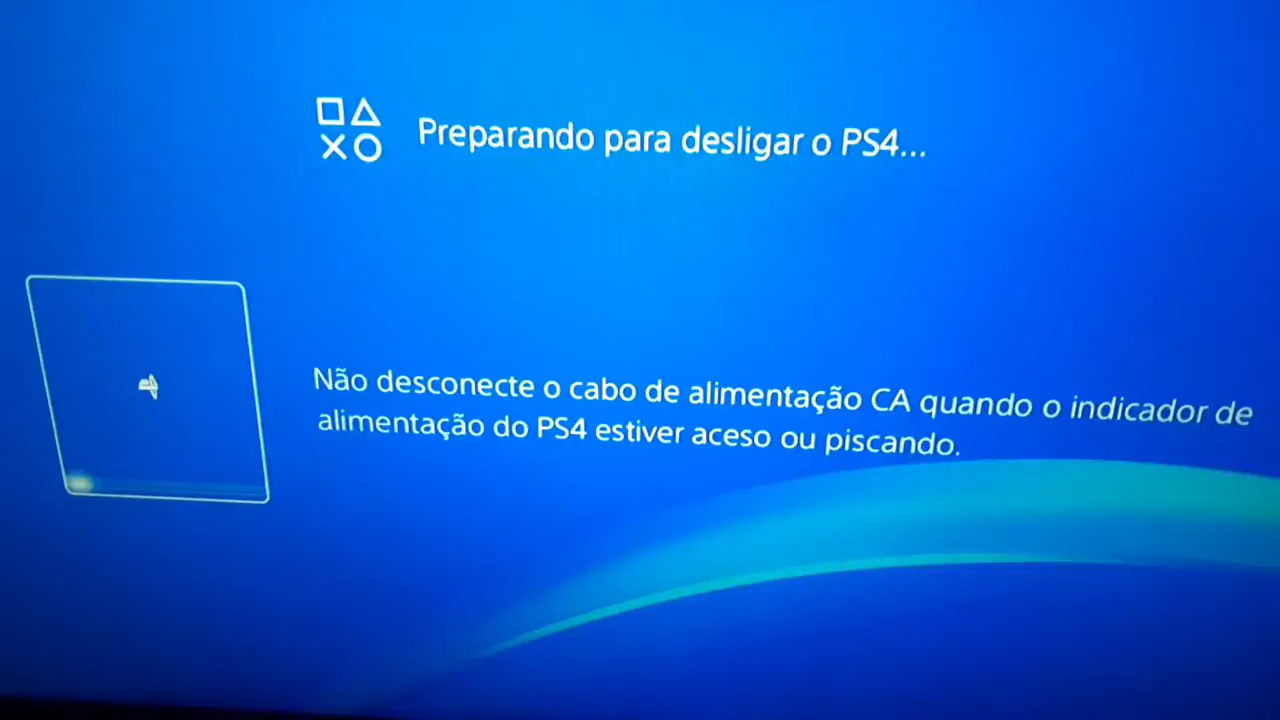 Preparando para desligar o PS4...
Não desconecte o cabo de alimentação CA quando o indicador de
alimentação do PS4 estiver aceso ou piscando.